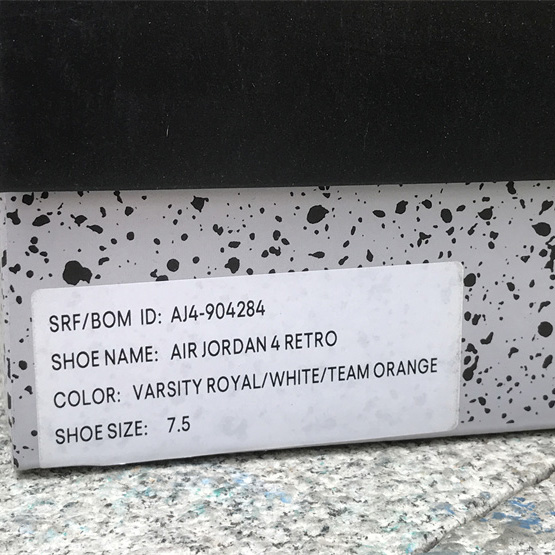 SRF/BOM ID: AJ4-904284
SHOE NAME: AIR JORDAN 4 RETRO
COLOR: VARSITY ROYAL/WHITE/TEAM ORANGE
SHOE SIZE: 7.5